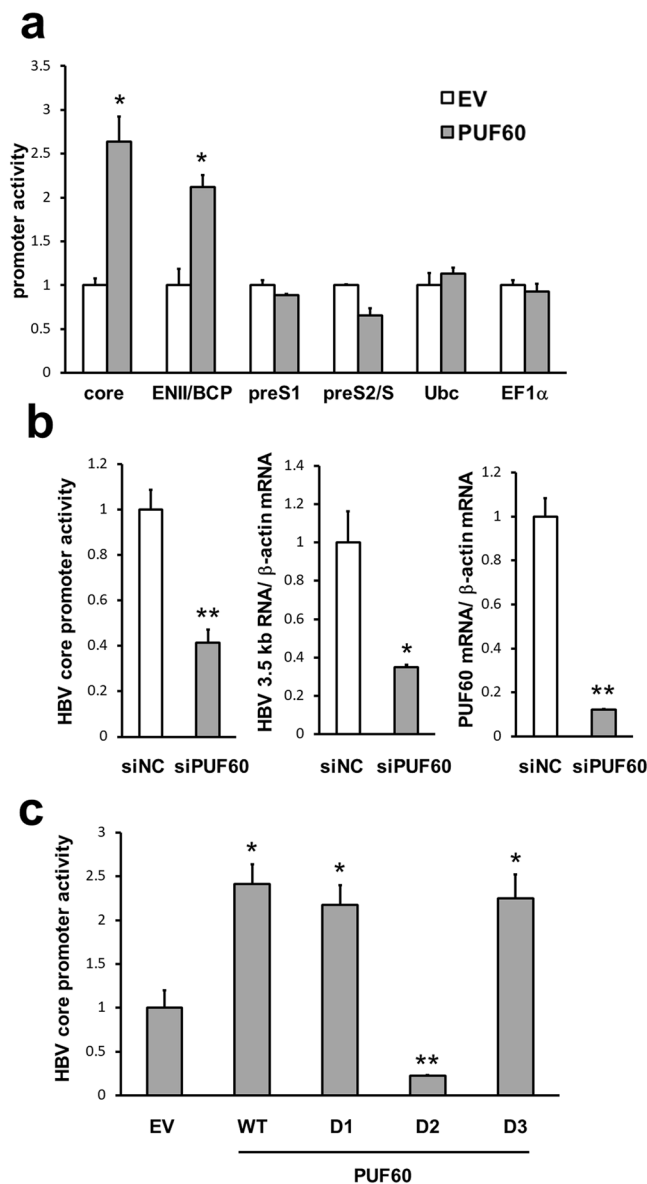 a
promoter activity
3.5
3
2.5
2
1.5
1
0.5
0
*
*
EV
PUF60
core ENII/BCP preS1 preS2/S Ubc EF1α
b
HBV core promoter activity
1.2
1
0.8
0.6
0.4
0.2
0
**
siNC siPUF60
HBV 3.5 kb RNA/ β-actin mRNA
1.4
1.2
1
0.8
0.6
0.4
0.2
0
*
siNC siPUF60
PUF60 mRNA/ β-actin mRNA
1.2
1
0.8
0.6
0.4
0.2
0
**
siNC siPUF60
c
HBV core promoter activity
3
2.5
2
1.5
1
0.5
0
*
*
**
*
EV WT D1 D2 D3
PUF60